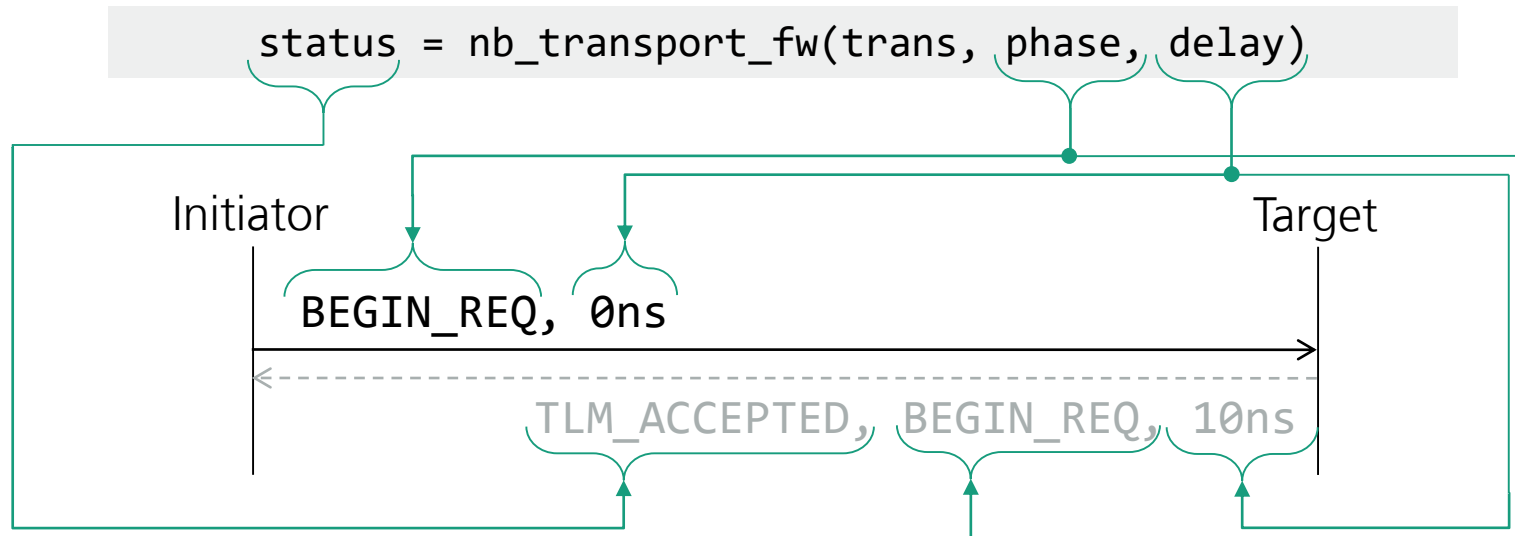 status = nb_transport_fw(trans, phase, delay)
Initiator
Target
BEGIN_REQ, 0ns
TLM_ACCEPTED, BEGIN_REQ, 10ns